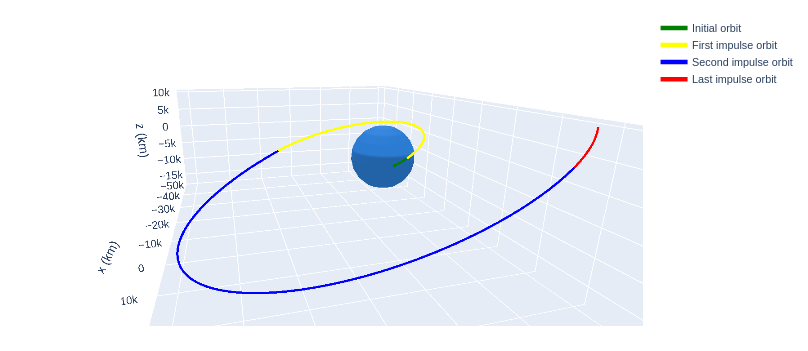 Initial orbit
First impulse orbit
Second impulse orbit
Last impulse orbit
10k
5k
0
−5k
−10k
−15k
−50k
−40k
−30k
−20k
−10k
0
10k
z (km)
x (km)